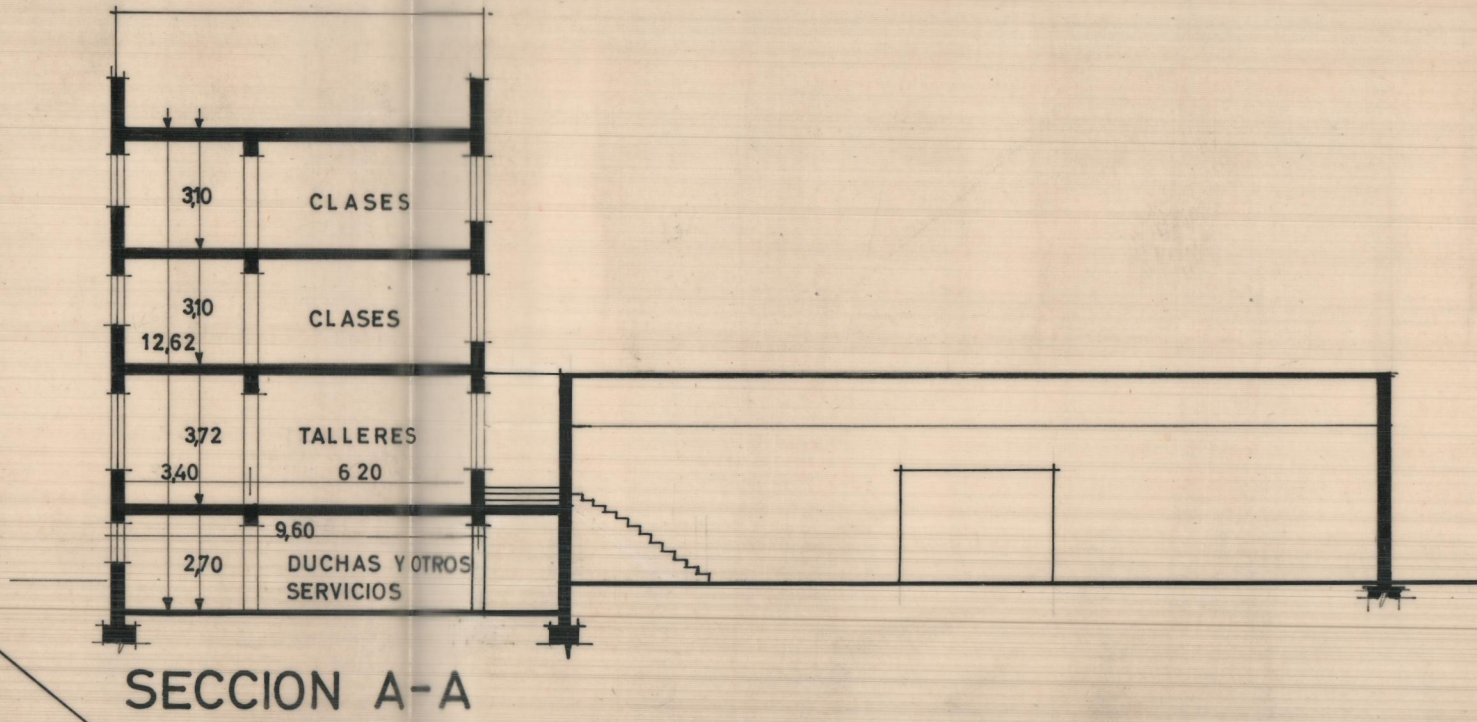 3,10
CLASES
3,10
CLASES
12,62
3,72
TALLERES
3,40
6 20
9,60
2,70
DUCHAS Y OTROS
SERVICIOS
SECCION A-A